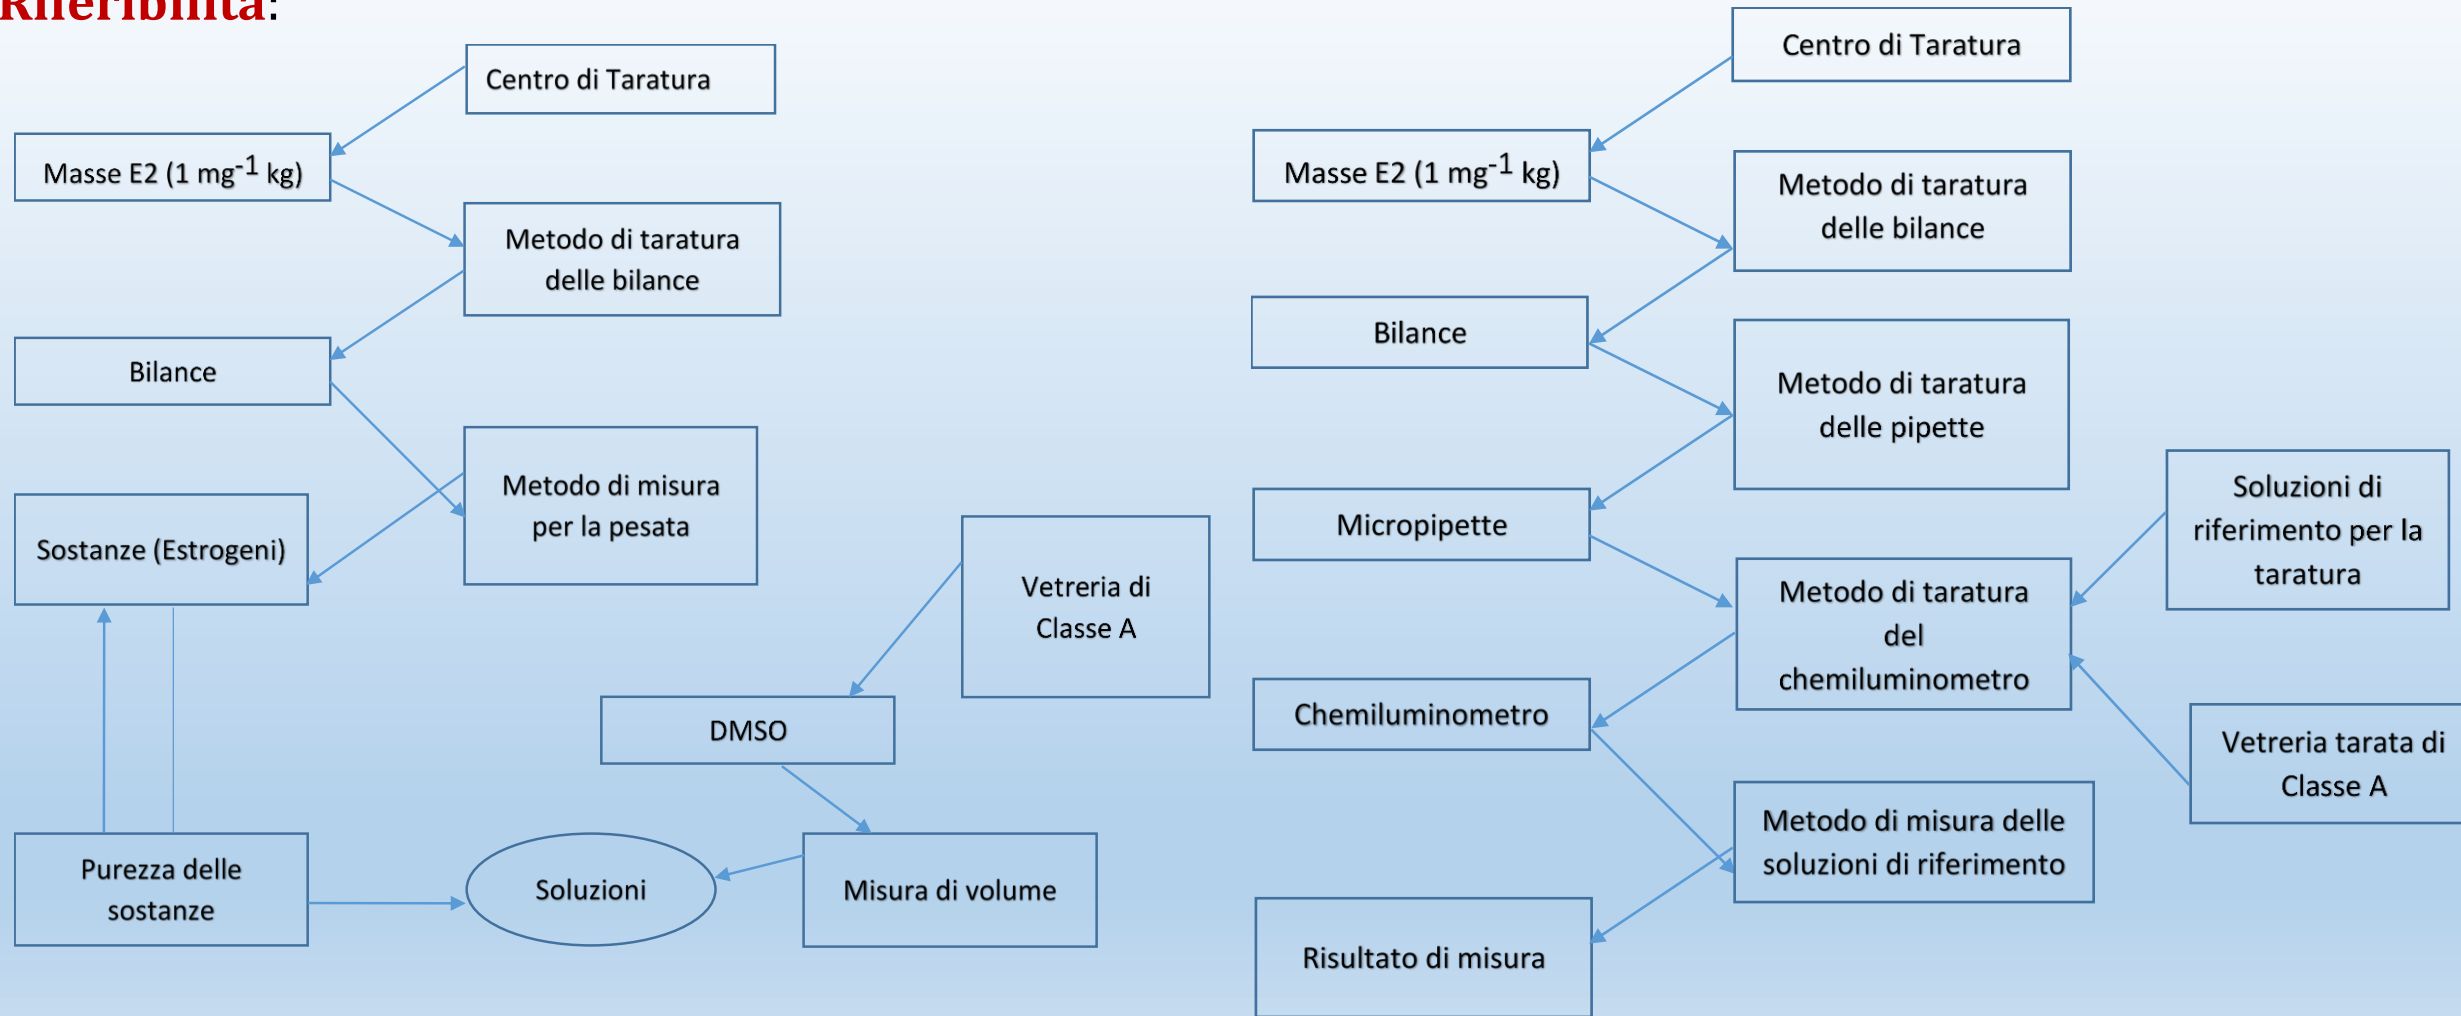 Riferibilità:
Centro di Taratura
Masse E2 (1 mg-1 kg)
Metodo di taratura
delle bilance
Bilance
Metodo di misura
per la pesata
Sostanze (Estrogeni)
Vetreria di
Classe A
DMSO
Purezza delle
sostanze
Soluzioni
Misura di volume
Centro di Taratura
Masse E2 (1 mg-1 kg)
Metodo di taratura
delle bilance
Bilance
Metodo di taratura
delle pipette
Micropipette
Soluzioni di
riferimento per la
taratura
Metodo di taratura
del
chemiluminometro
Chemiluminometro
Vetreria tarata di
Classe A
Metodo di misura delle
soluzioni di riferimento
Risultato di misura